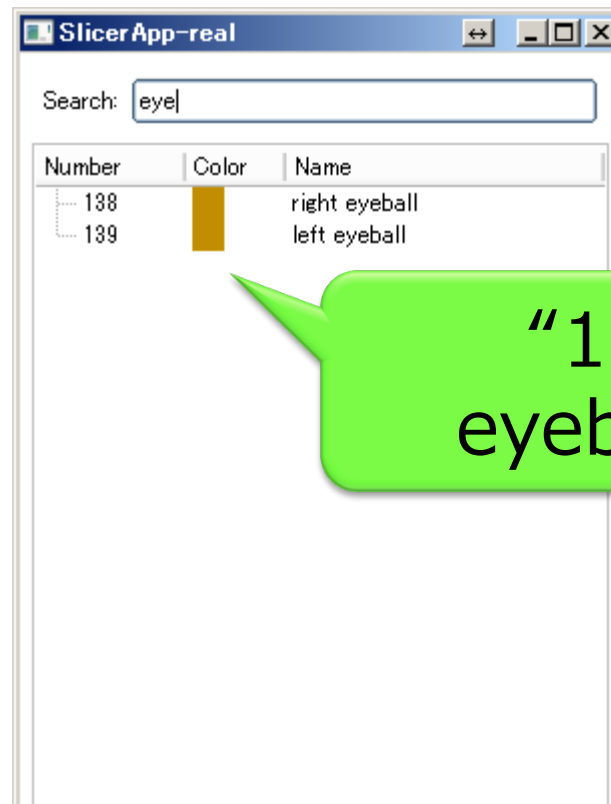 SlicerApp-real
Search: eye
Number Color Name
138 right eyeball
139 left eyeball
“1
eyeb